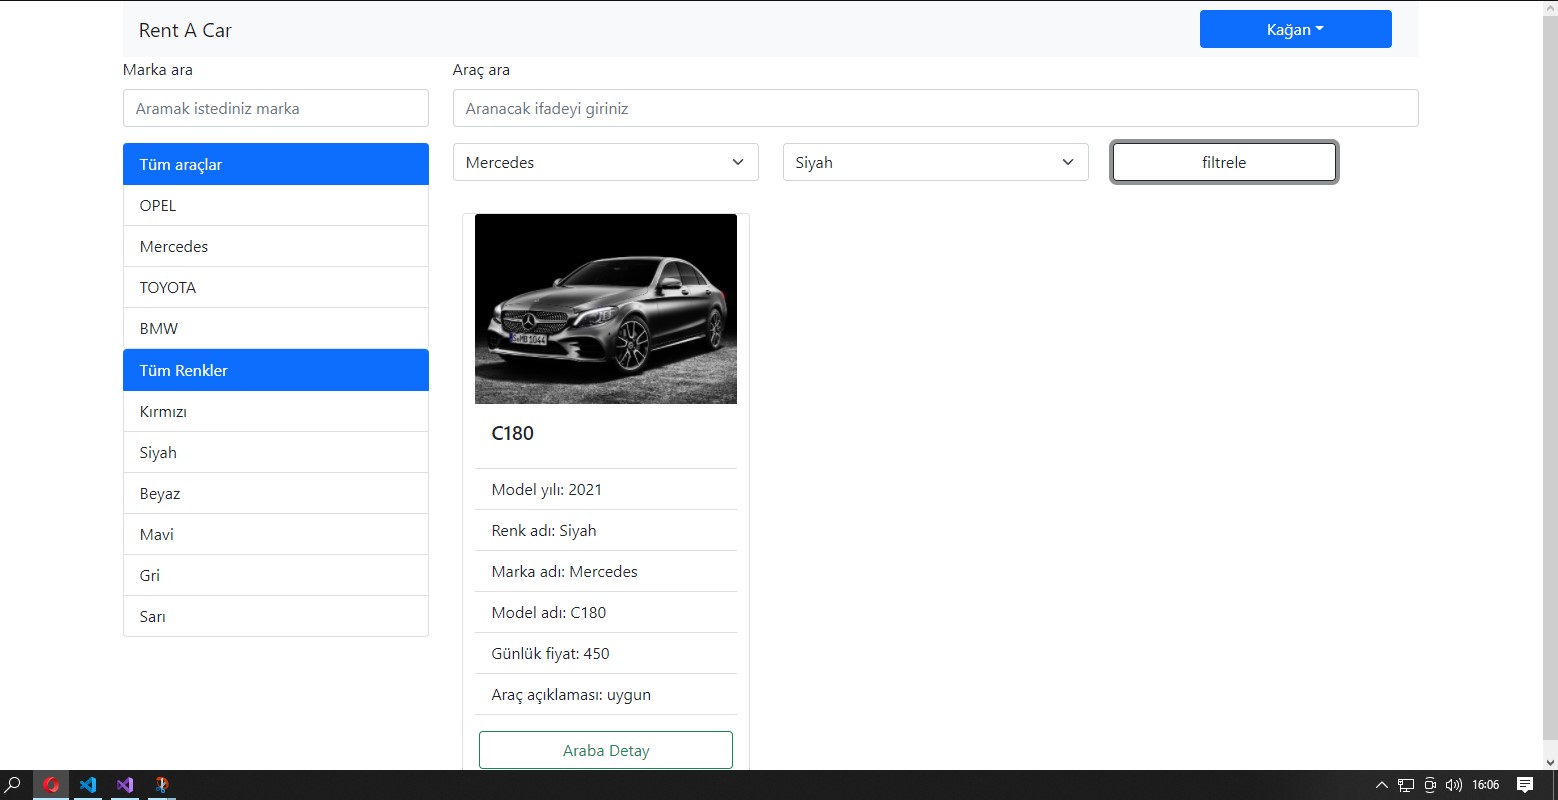 Rent A Car
Kağan
Marka ara
Aramak istediniz marka
Tüm araçlar
OPEL
Mercedes
TOYOTA
BMW
Tüm Renkler
Kırmızı
Siyah
Beyaz
Mavi
Gri
Sarı
Araç ara
Aranacak ifadeyi giriniz
Mercedes
Siyah
filtrele
S·MB 1044
C180
Model yılı: 2021
Renk adı: Siyah
Marka adı: Mercedes
Model adı: C180
Günlük fiyat: 450
Araç açıklaması: uygun
Araba Detay
16:06